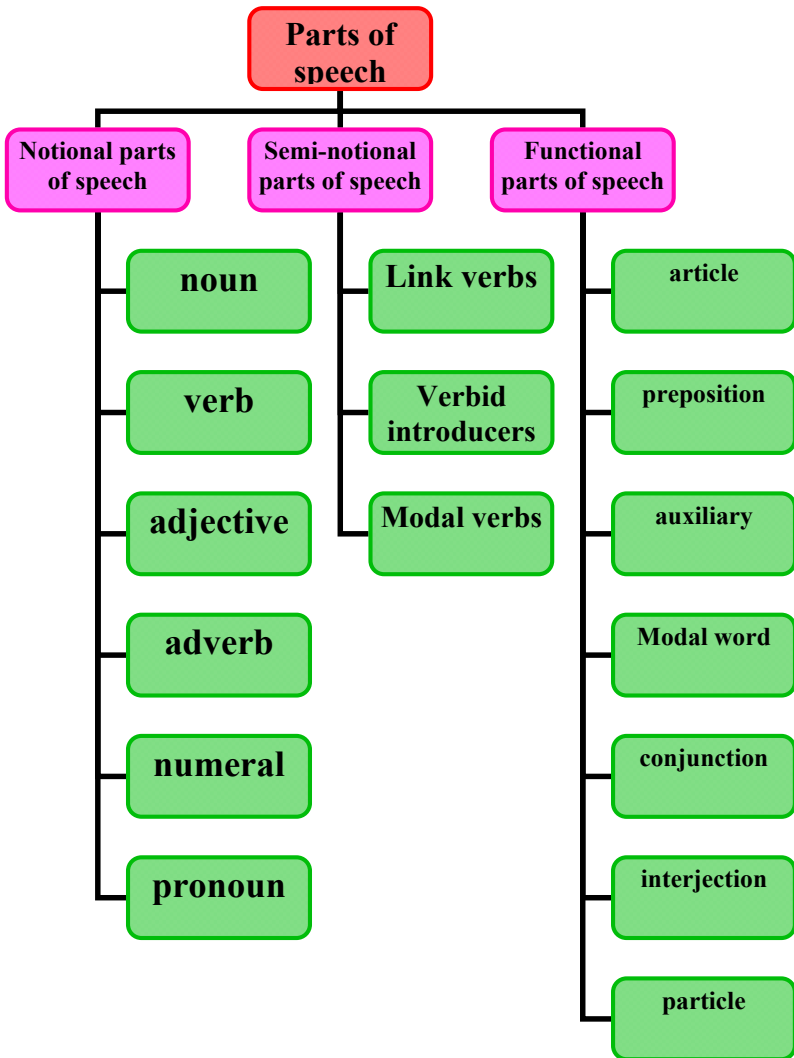 Parts of
speech
Notional parts
of speech
Semi-notional
parts of speech
Functional
parts of speech
noun
verb
adjective
adverb
numeral
pronoun
Link verbs
Verbid
introducers
Modal verbs
article
preposition
auxiliary
Modal word
conjunction
interjection
particle